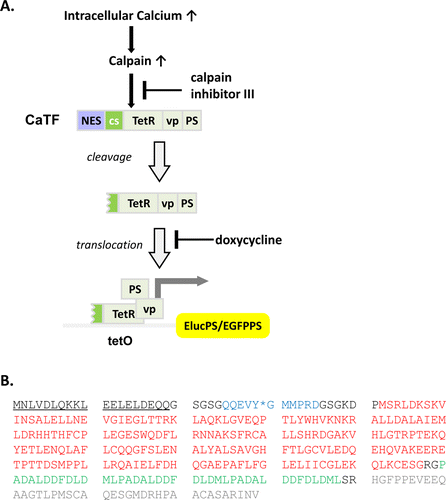 A.
Intracellular Calcium ↑
Calpain ↑
calpain
inhibitor III
CaTF
NES cs TetR vp PS
cleavage
TetR vp PS
translocation
doxycycline
PS
TetR vp
ElucPS/EGFPPS
tetO
B.
MNLVDLQKKL EELELDEQQG SGSGQQEVY*G MMPRDGSGKD PMSRLDKSKV
INSALELLNE VGIEGLTTRK LAQKLGVEQP TLYWHVKNKR ALLDALAIEM
LDRHHTHFCP LEGESWQDFL RNNAKSFRCA LLSHRDGAKV HLGTRPTEKQ
YETLENQLAF LCQQGFSLEN ALYALSAVGH FTLGCVLEDQ EHQVAKEERE
TPTTDSMPPL LRQAIELFDH QGAEPAFLFG LELIICGLEK QLKCESGRGP
ADALDDFDLD MLPADALDDF DLDMLPADAL DDFDLDMLSR HGFPPEVEEQ
AAGTLPMSCA QESGMDRHPA ACASARINV